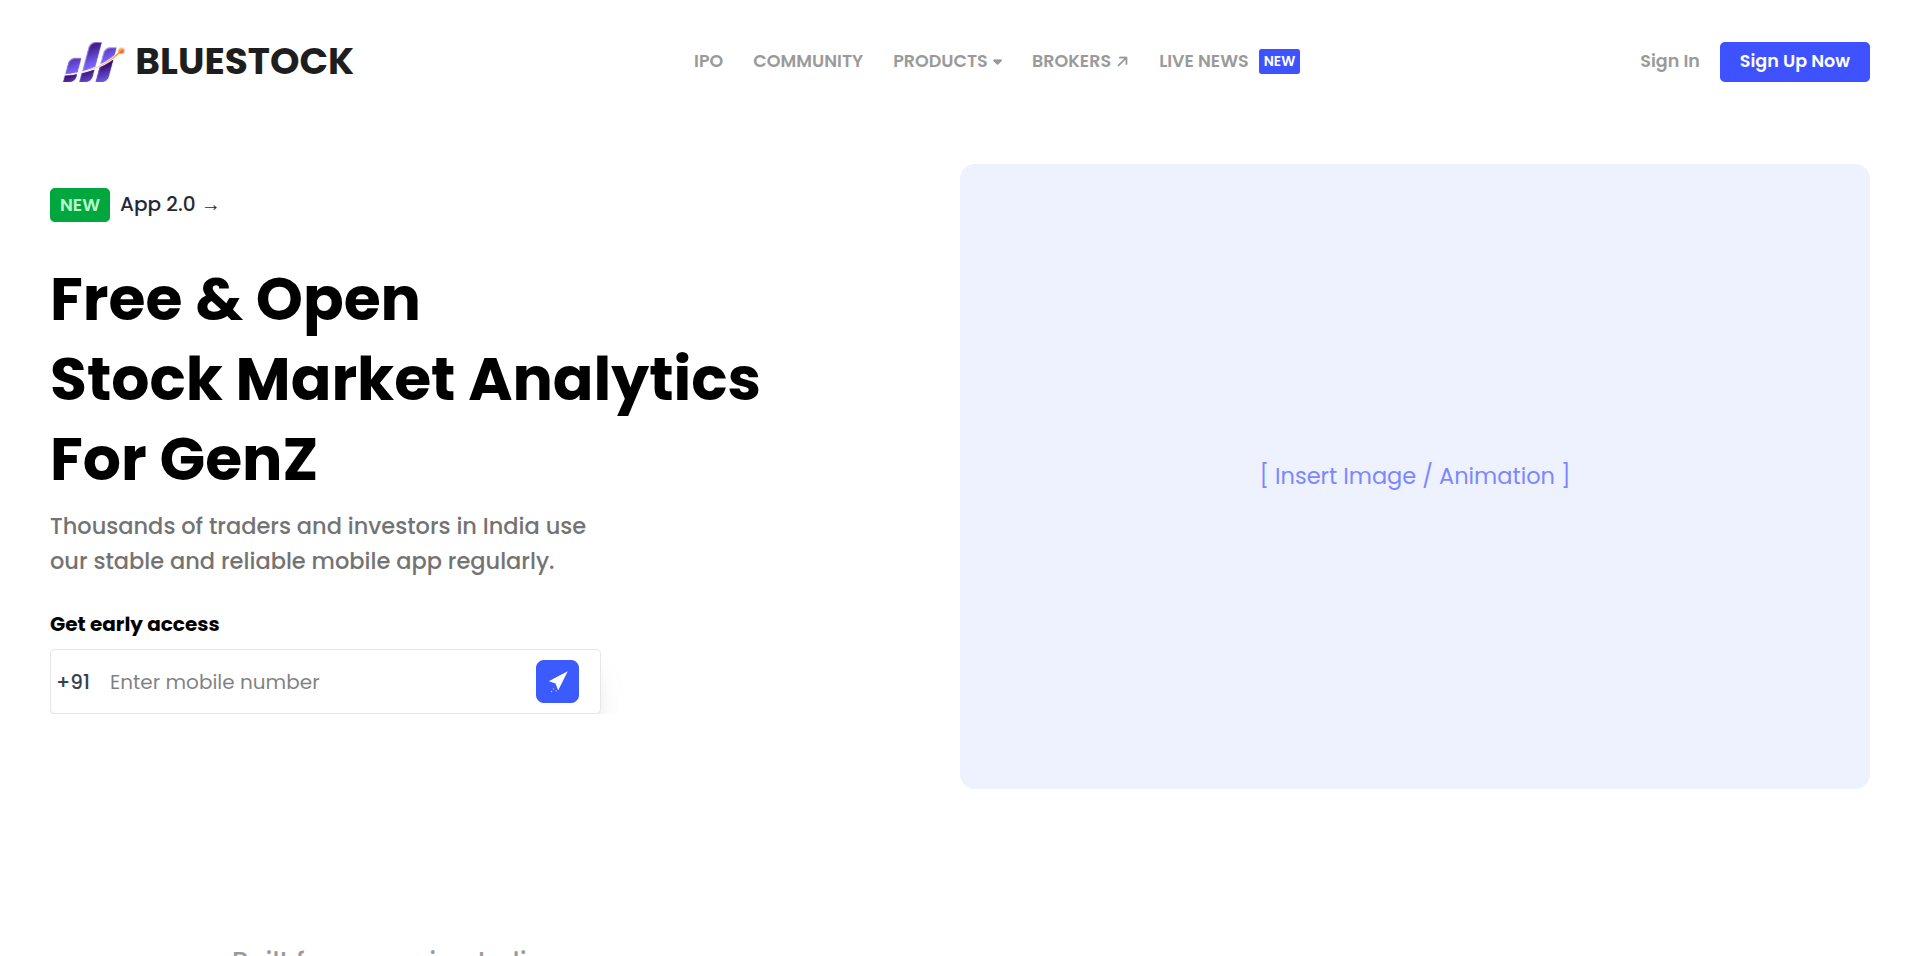 BLUESTOCK
IPO COMMUNITY PRODUCTS BROKERS LIVE NEWS NEW
Sign In Sign Up Now
NEW App 2.0 →
Free & Open
Stock Market Analytics
For GenZ
Thousands of traders and investors in India use
our stable and reliable mobile app regularly.
Get early access
+91 Enter mobile number
[ Insert Image / Animation ]